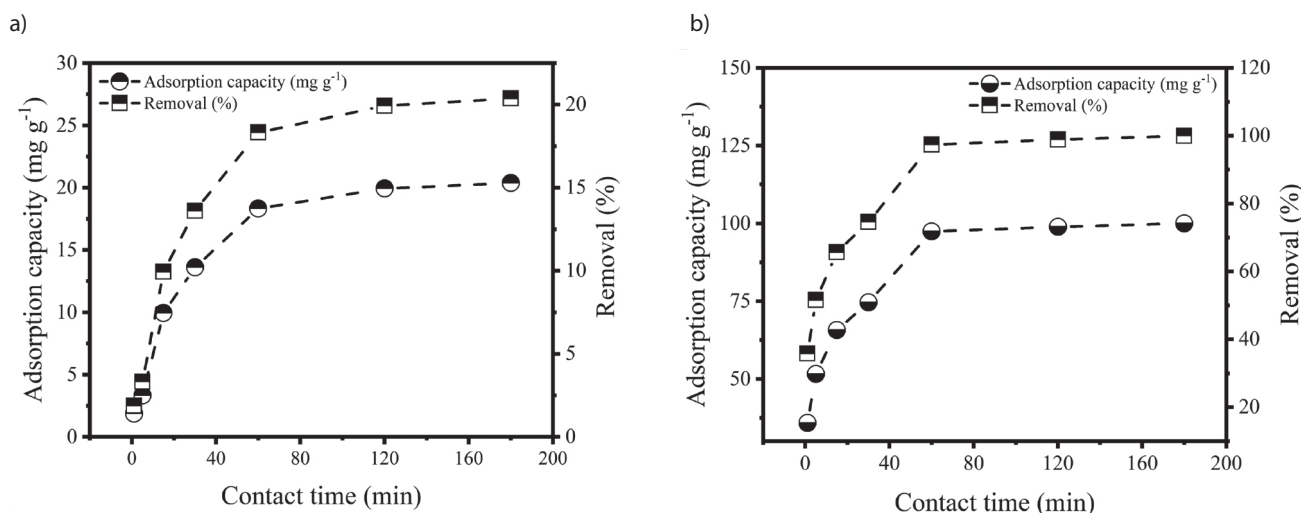 a)
30
25
20
15
10
5
0
Adsorption capacity (mg g⁻¹)
Adsorption capacity (mg g⁻¹)
Removal (%)
20
15
10
5
0
Removal (%)
0 40 80 120 160 200
Contact time (min)
b)
150
125
100
75
50
Adsorption capacity (mg g⁻¹)
Adsorption capacity (mg g⁻¹)
Removal (%)
120
100
80
60
40
20
Removal (%)
0 40 80 120 160 200
Contact time (min)